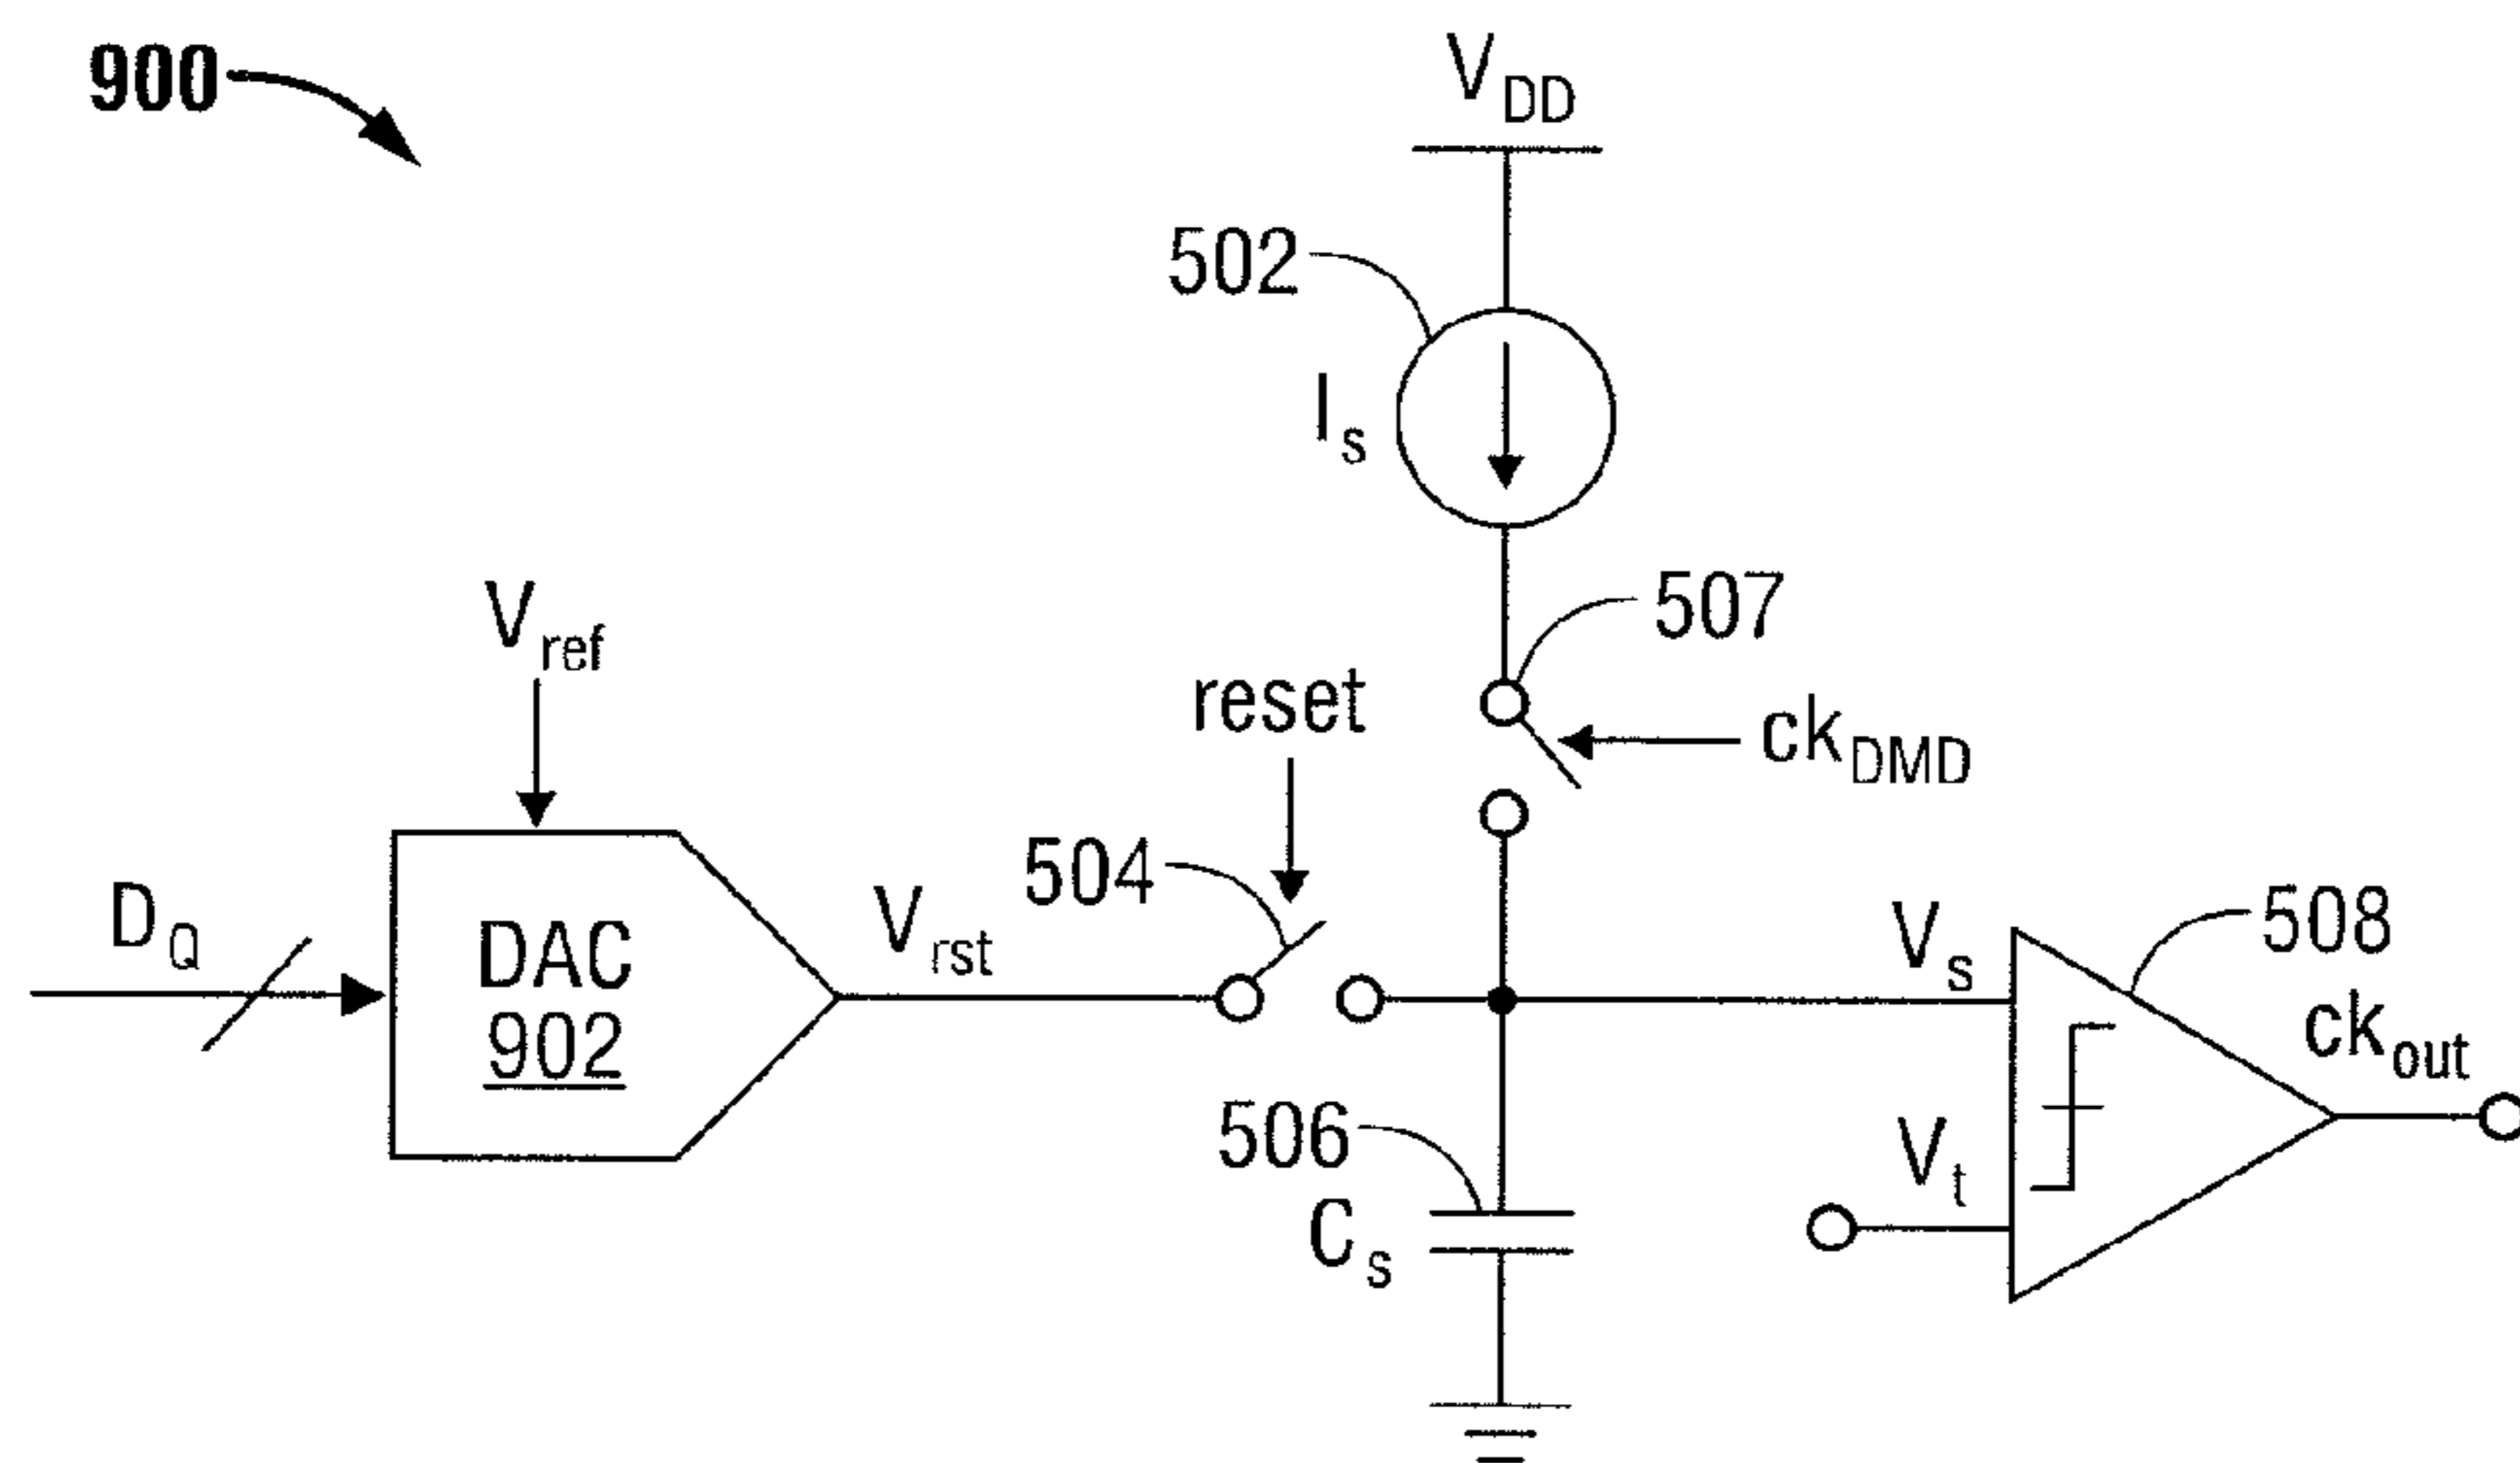 900
V_DD
502
I_s
507
V_ref
reset
ck_DMD
504
D_Q
DAC
902
V_rst
V_s
508
ck_out
506
C_s
V_t